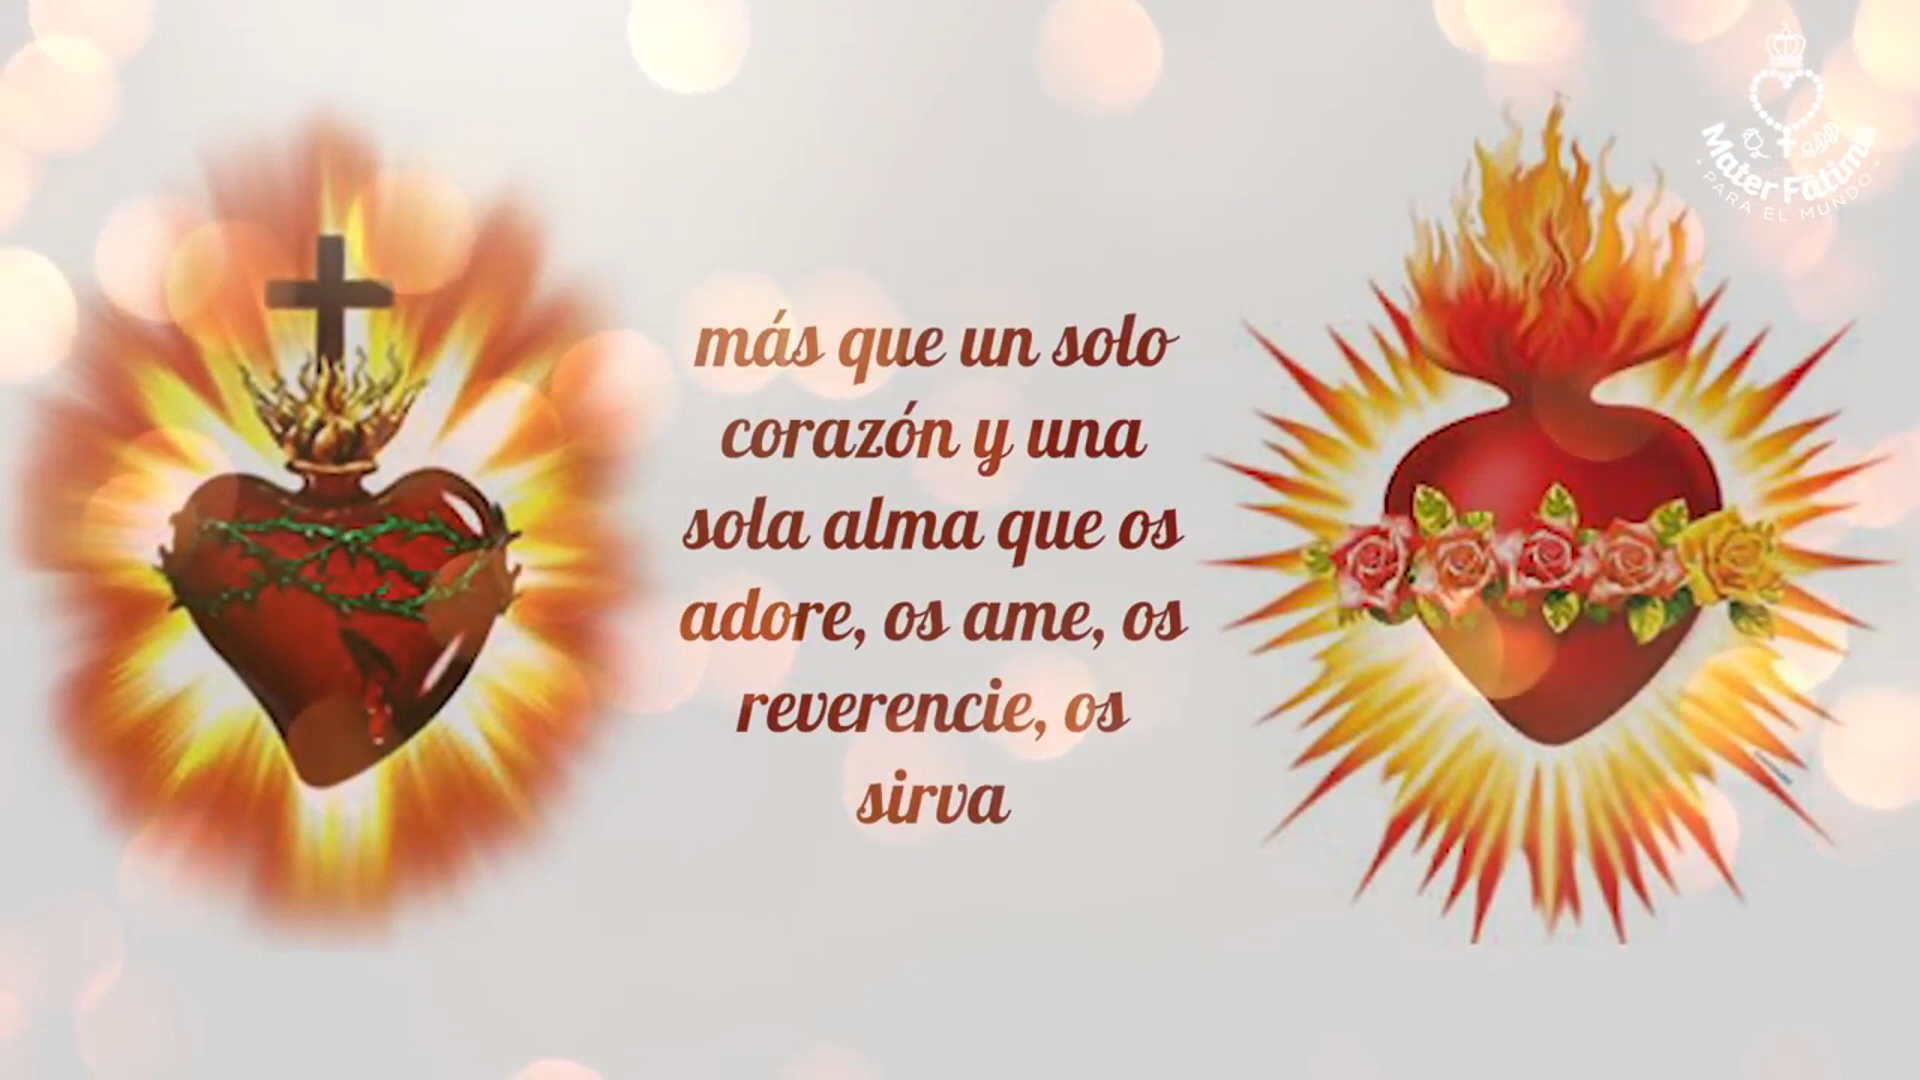 más que un solo
corazón y una
sola alma que os
adore, os ame, os
reverencie, os
sirva
Mater Fátima
PARA EL MUNDO